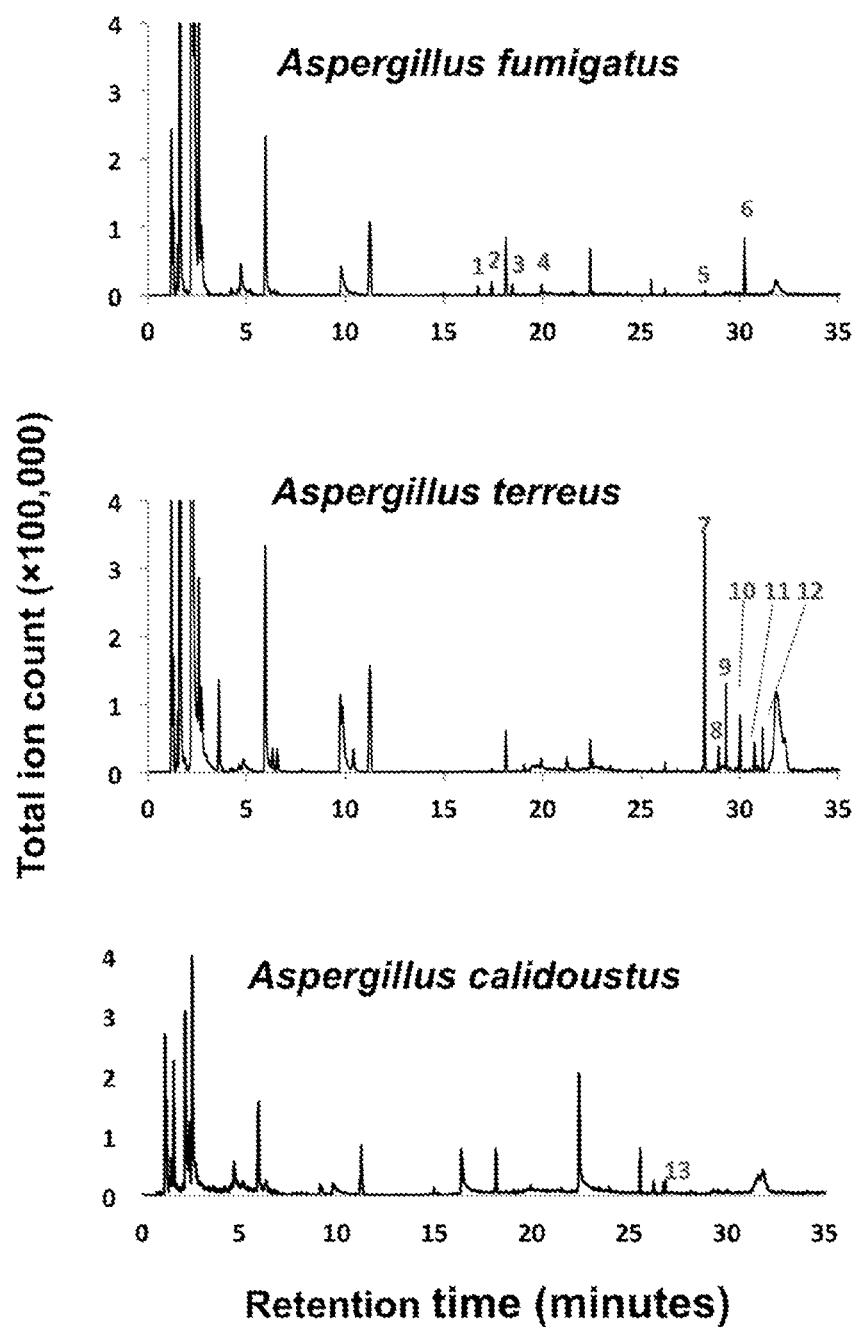 Aspergillus fumigatus
4
3
2
1
0
1 2 3 4 5 6
0 5 10 15 20 25 30 35
Total ion count (×100,000)
Aspergillus terreus
4
3
2
1
0
7
8
9
10 11 12
0 5 10 15 20 25 30 35
Aspergillus calidoustus
4
3
2
1
0
13
0 5 10 15 20 25 30 35
Retention time (minutes)